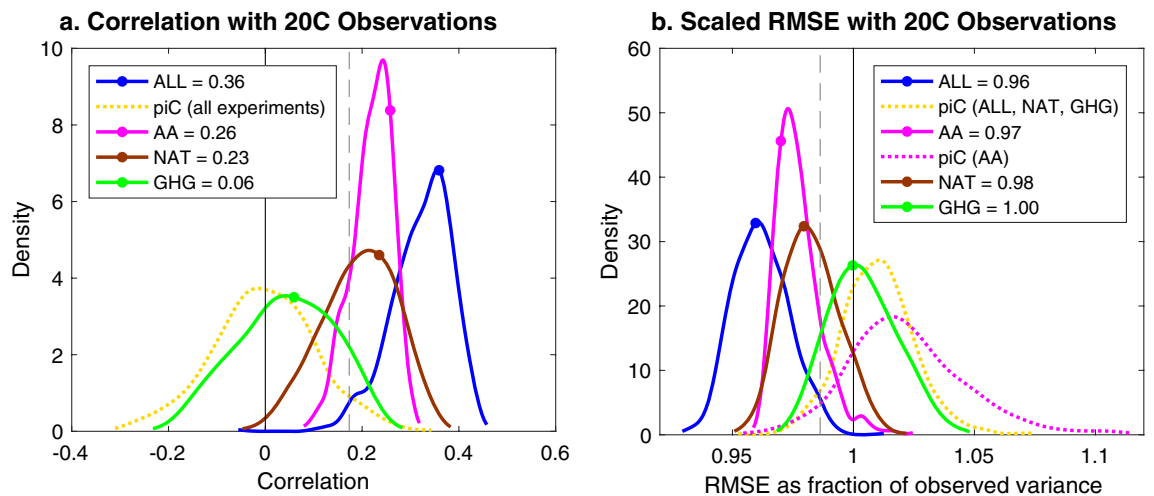 a. Correlation with 20C Observations
10
8
6
4
2
0
Density
-0.4
-0.2
0
0.2
0.4
0.6
Correlation
ALL = 0.36
piC (all experiments)
AA = 0.26
NAT = 0.23
GHG = 0.06
b. Scaled RMSE with 20C Observations
60
50
40
30
20
10
0
Density
0.95
1
1.05
1.1
RMSE as fraction of observed variance
ALL = 0.96
piC (ALL, NAT, GHG)
AA = 0.97
piC (AA)
NAT = 0.98
GHG = 1.00